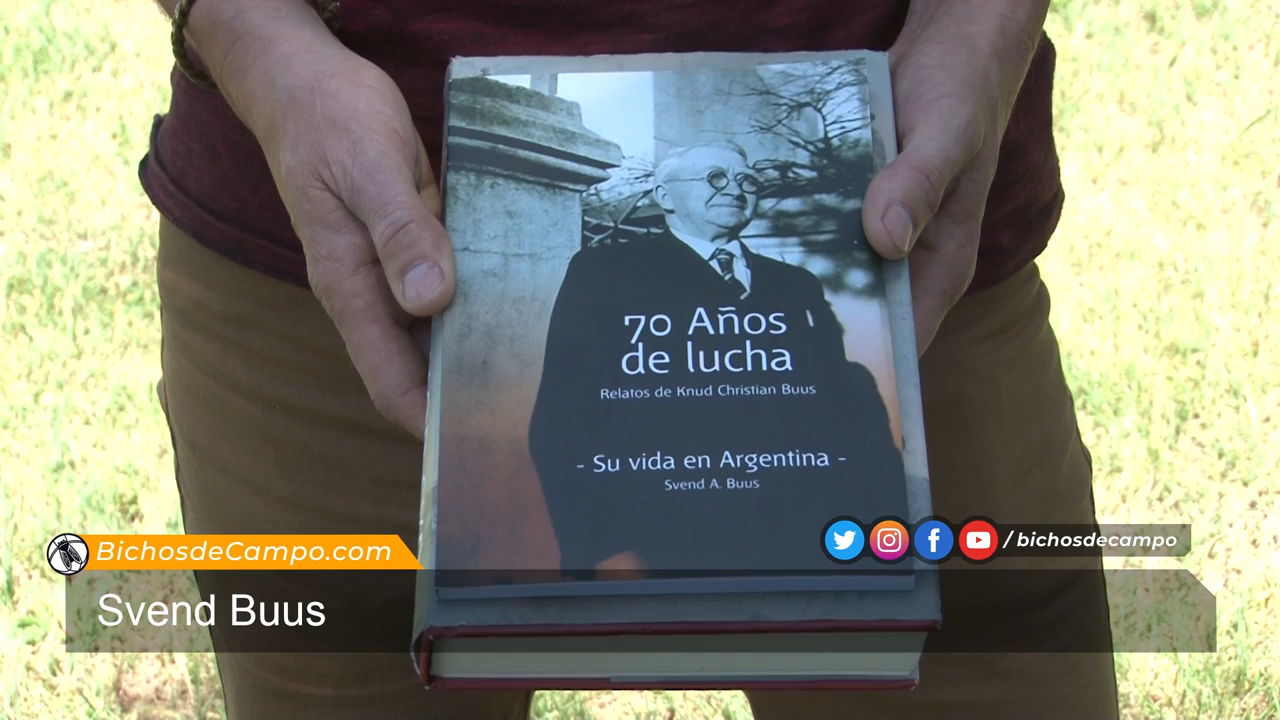 70 Años
de lucha
Relatos de Knud Christian Buus
- Su vida en Argentina -
Svend A. Buus
BichosdeCampo.com
/bichosdecampo
Svend Buus